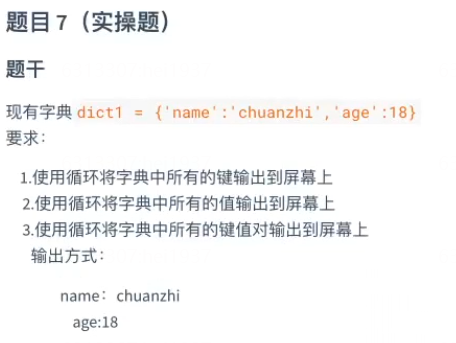 题目 7（实操题）
题干
现有字典 dict1 = {'name':'chuanzhi','age':18}
要求：
1.使用循环将字典中所有的键输出到屏幕上
2.使用循环将字典中所有的值输出到屏幕上
3.使用循环将字典中所有的键值对输出到屏幕上
输出方式：
name：chuanzhi
age:18